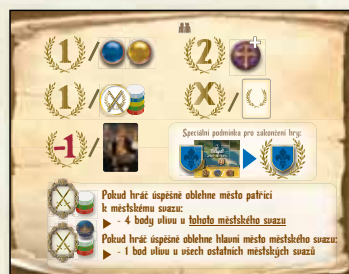 1 / 2 +
1 / X /
-1 /
Speciální podmínka pro zakončení hry:
Pokud hráč úspěšně oblehne město patřící
k městskému svazu:
- 4 body vlivu u tohoto městského svazu
Pokud hráč úspěšně oblehne hlavní město městského svazu:
- 1 bod vlivu u všech ostatních městských svazů